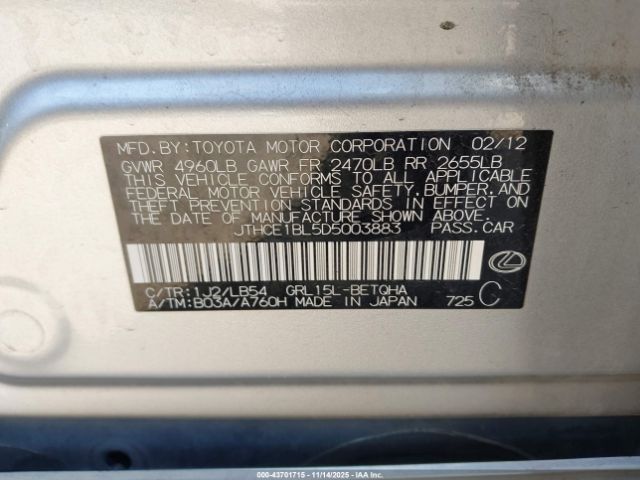 MFD.BY:TOYOTA MOTOR CORPORATION 02/12
GVWR 4960LB GAWR FR 2470LB RR 2655LB
THIS VEHICLE CONFORMS TO ALL APPLICABLE
FEDERAL MOTOR VEHICLE SAFETY,BUMPER,AND
THEFT PREVENTION STANDARDS IN EFFECT ON
THE DATE OF MANUFACTURE SHOWN ABOVE.
JTHCE1BL5D5003883 PASS.CAR
C/TR:1J2/LB54 GRL15L-BETQHA
A/TM:B03A/A760H MADE IN JAPAN 725 C
000-43701715 - 11/14/2025 - IAA Corp.